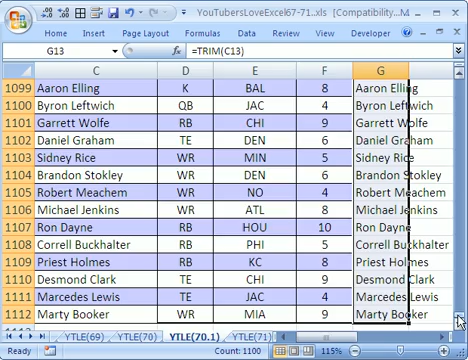 YouTubersLoveExcel67-71.xls [Compatibility
Home Insert Page Layout Formulas Data Review View Developer
G13 fx =TRIM(C13)
C D E F G
1099 Aaron Elling K BAL 8 Aaron Elling
1100 Byron Leftwich QB JAC 4 Byron Leftwich
1101 Garrett Wolfe RB CHI 9 Garrett Wolfe
1102 Daniel Graham TE DEN 6 Daniel Graham
1103 Sidney Rice WR MIN 5 Sidney Rice
1104 Brandon Stokley WR DEN 6 Brandon Stokley
1105 Robert Meachem WR NO 4 Robert Meachem
1106 Michael Jenkins WR ATL 8 Michael Jenkins
1107 Ron Dayne RB HOU 10 Ron Dayne
1108 Correll Buckhalter RB PHI 5 Correll Buckhalter
1109 Priest Holmes RB KC 8 Priest Holmes
1110 Desmond Clark TE CHI 9 Desmond Clark
1111 Marcedes Lewis TE JAC 4 Marcedes Lewis
1112 Marty Booker WR MIA 9 Marty Booker
YTLE(69) YTLE(70) YTLE(70.1) YTLE(71)
Ready Count: 1100 115%